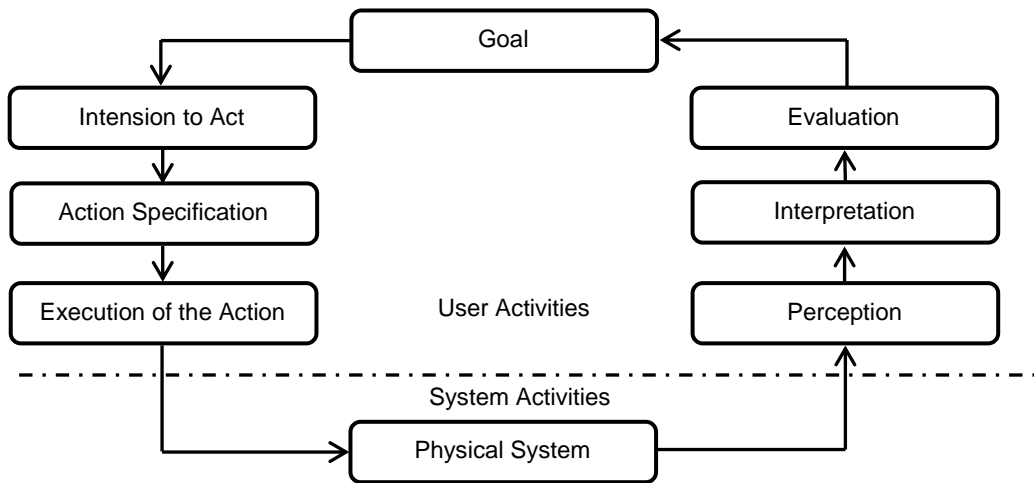 Goal
Intension to Act
Evaluation
Action Specification
Interpretation
Execution of the Action
User Activities
Perception
System Activities
Physical System